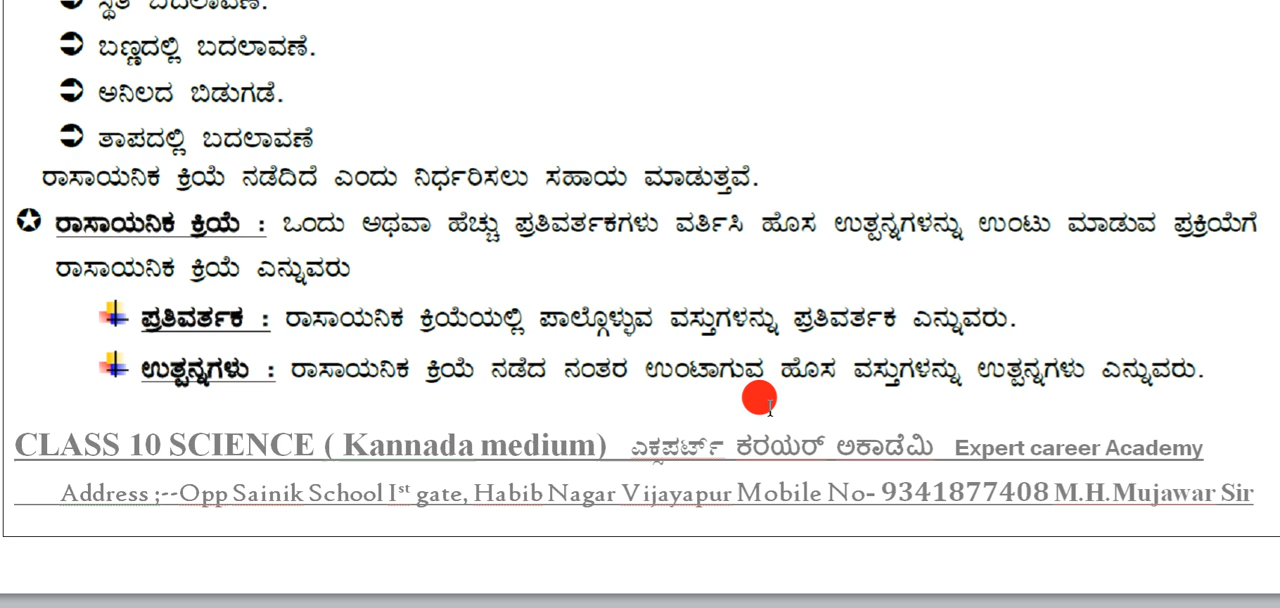 ಸ್ಥಿತಿ ಬದಲಾವಣೆ.
ಬಣ್ಣದಲ್ಲಿ ಬದಲಾವಣೆ.
ಅನಿಲದ ಬಿಡುಗಡೆ.
ತಾಪದಲ್ಲಿ ಬದಲಾವಣೆ
ರಾಸಾಯನಿಕ ಕ್ರಿಯೆ ನಡೆದಿದೆ ಎಂದು ನಿರ್ಧರಿಸಲು ಸಹಾಯ ಮಾಡುತ್ತವೆ.
ರಾಸಾಯನಿಕ ಕ್ರಿಯೆ : ಒಂದು ಅಥವಾ ಹೆಚ್ಚು ಪ್ರತಿವರ್ತಕಗಳು ವರ್ತಿಸಿ ಹೊಸ ಉತ್ಪನ್ನಗಳನ್ನು ಉಂಟು ಮಾಡುವ ಪ್ರಕ್ರಿಯೆಗೆ
ರಾಸಾಯನಿಕ ಕ್ರಿಯೆ ಎನ್ನುವರು
ಪ್ರತಿವರ್ತಕ : ರಾಸಾಯನಿಕ ಕ್ರಿಯೆಯಲ್ಲಿ ಪಾಲ್ಗೊಳ್ಳುವ ವಸ್ತುಗಳನ್ನು ಪ್ರತಿವರ್ತಕ ಎನ್ನುವರು.
ಉತ್ಪನ್ನಗಳು : ರಾಸಾಯನಿಕ ಕ್ರಿಯೆ ನಡೆದ ನಂತರ ಉಂಟಾಗುವ ಹೊಸ ವಸ್ತುಗಳನ್ನು ಉತ್ಪನ್ನಗಳು ಎನ್ನುವರು.
CLASS 10 SCIENCE ( Kannada medium) ಎಕ್ಸಪರ್ಟ್ ಕರಯರ್ ಅಕಾಡೆಮಿ Expert career Academy
Address ;--Opp Sainik School Ist gate, Habib Nagar Vijayapur Mobile No- 9341877408 M.H.Mujawar Sir